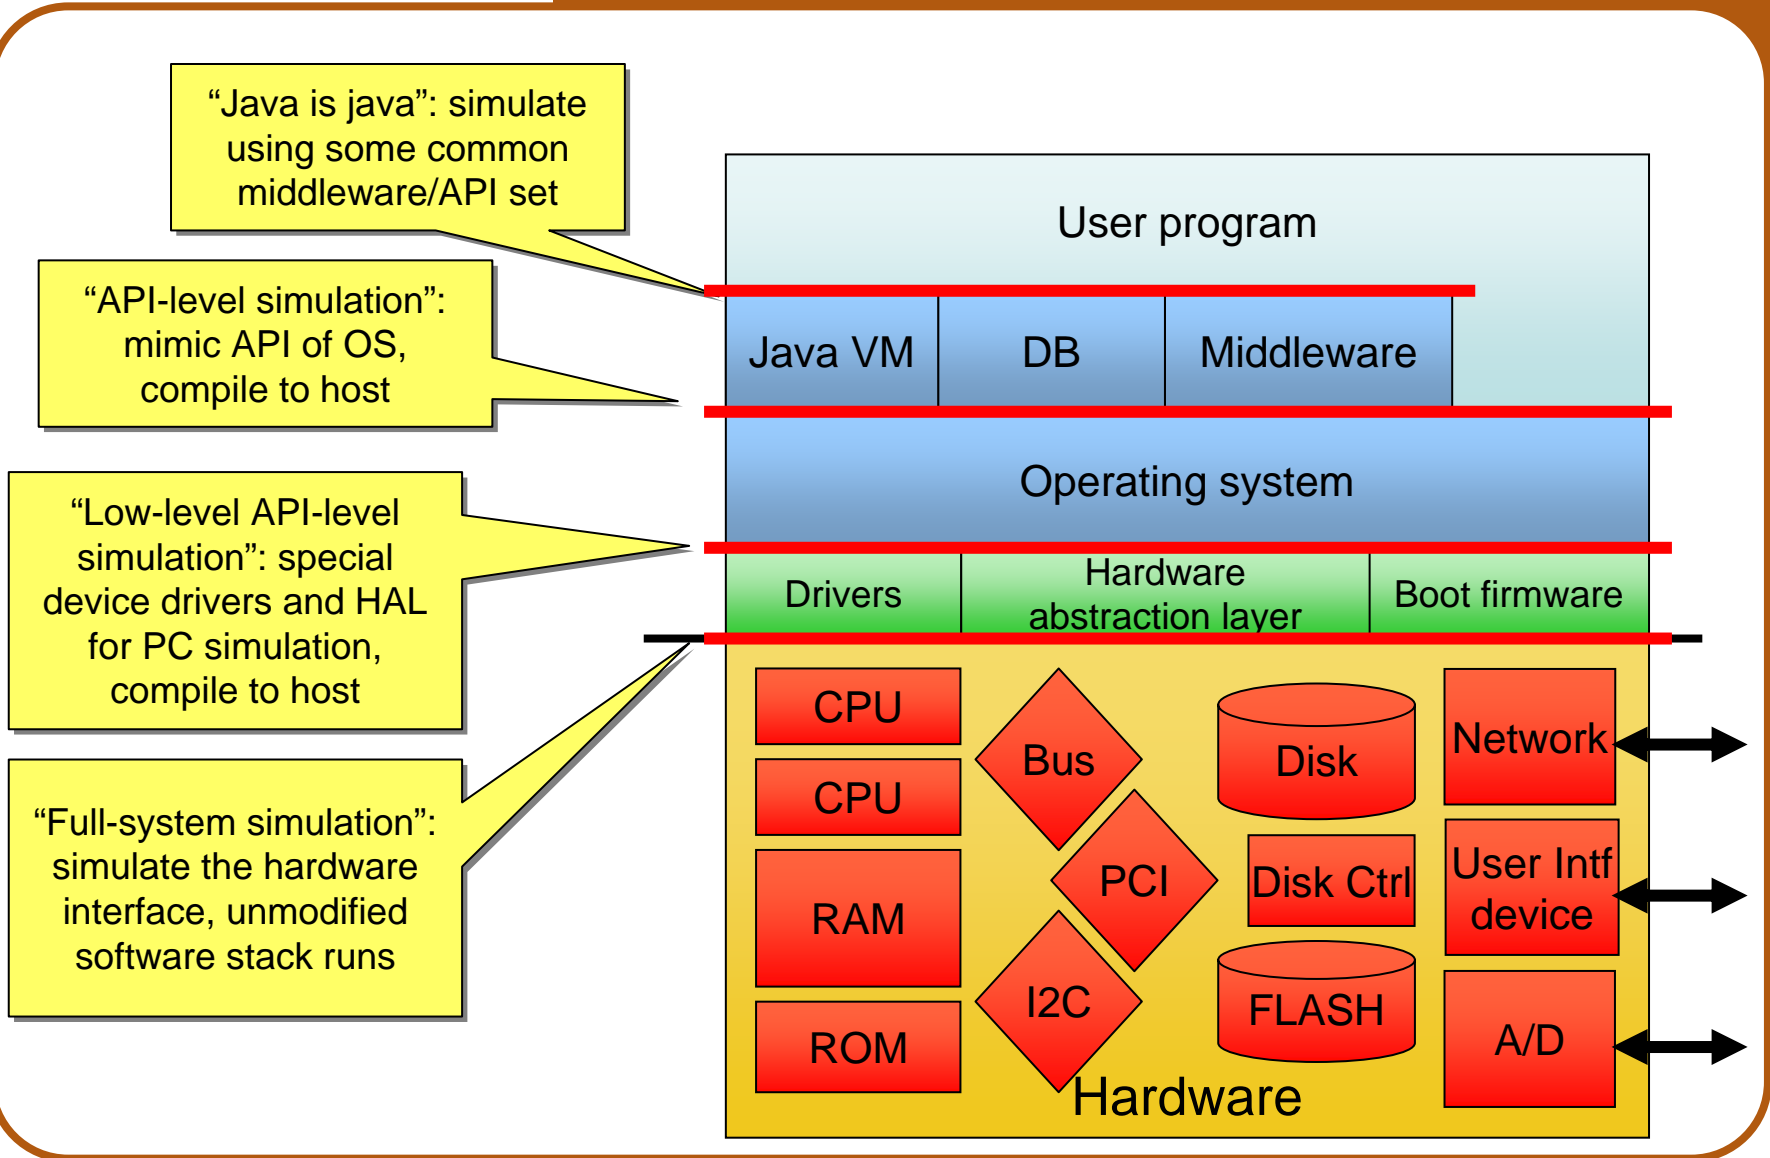 “Java is java”: simulate
using some common
middleware/API set
“API-level simulation”:
mimic API of OS,
compile to host
“Low-level API-level
simulation”: special
device drivers and HAL
for PC simulation,
compile to host
“Full-system simulation”:
simulate the hardware
interface, unmodified
software stack runs
User program
Java VM
DB
Middleware
Operating system
Drivers
Hardware
abstraction layer
Boot firmware
CPU
CPU
RAM
ROM
Bus
PCI
I2C
Disk
Disk Ctrl
FLASH
Network
User Intf
device
A/D
Hardware